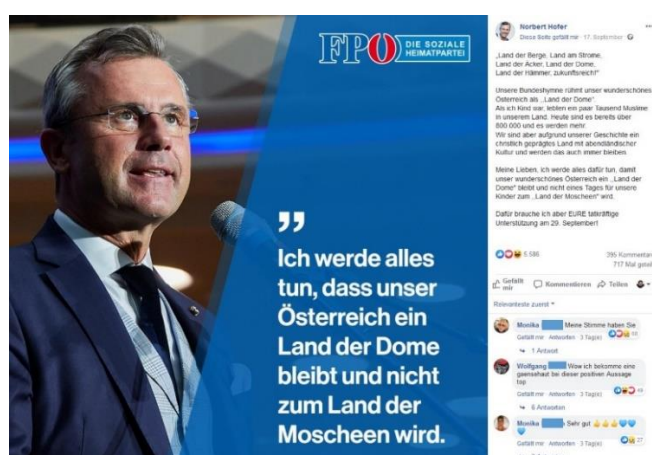 FPÖ DIE SOZIALE
HEIMATPARTEI
”
Ich werde alles
tun, dass unser
Österreich ein
Land der Dome
bleibt und nicht
zum Land der
Moscheen wird.
Norbert Hofer
Diese Seite gefällt mir · 17. September
„Land der Berge, Land am Strome,
Land der Äcker, Land der Dome,
Land der Hämmer, zukunftsreich!"
Unsere Bundeshymne rühmt unser wunderschönes
Österreich als „Land der Dome".
Als ich Kind war, lebten ein paar Tausend Muslime
in unserem Land. Heute sind es bereits über
800.000 und es werden mehr.
Wir sind aber aufgrund unserer Geschichte ein
christlich geprägtes Land mit abendländischer
Kultur und werden das auch immer bleiben.
Meine Lieben, ich werde alles dafür tun, damit
unser wunderschönes Österreich ein „Land der
Dome" bleibt und nicht eines Tages für unsere
Kinder zum „Land der Moscheen" wird.
Dafür brauche ich aber EURE tatkräftige
Unterstützung am 29. September!
5.586
395 Kommentare
717 Mal geteil
Gefällt mir Kommentieren Teilen
Relevanteste zuerst
Monika Meine Stimme haben Sie
Gefällt mir · Antworten · 3 Tag(e)
1 Antwort
Wolfgang Wow ich bekomme eine
gaensehaut bei dieser positiven Aussage
top
Gefällt mir · Antworten · 3 Tag(e)
6 Antworten
Monika Sehr gut 👍👍👍💙💙
💙
Gefällt mir · Antworten · 3 Tag(e) 27